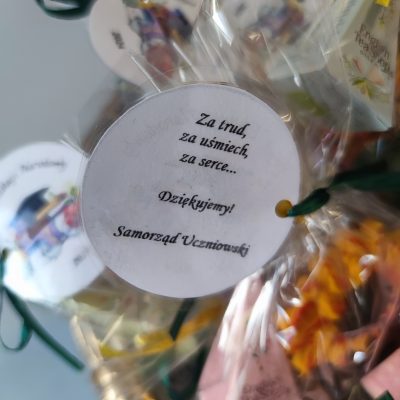 Za trud,
za uśmiech,
za serce...
Dziękujemy!
Samorząd Uczniowski